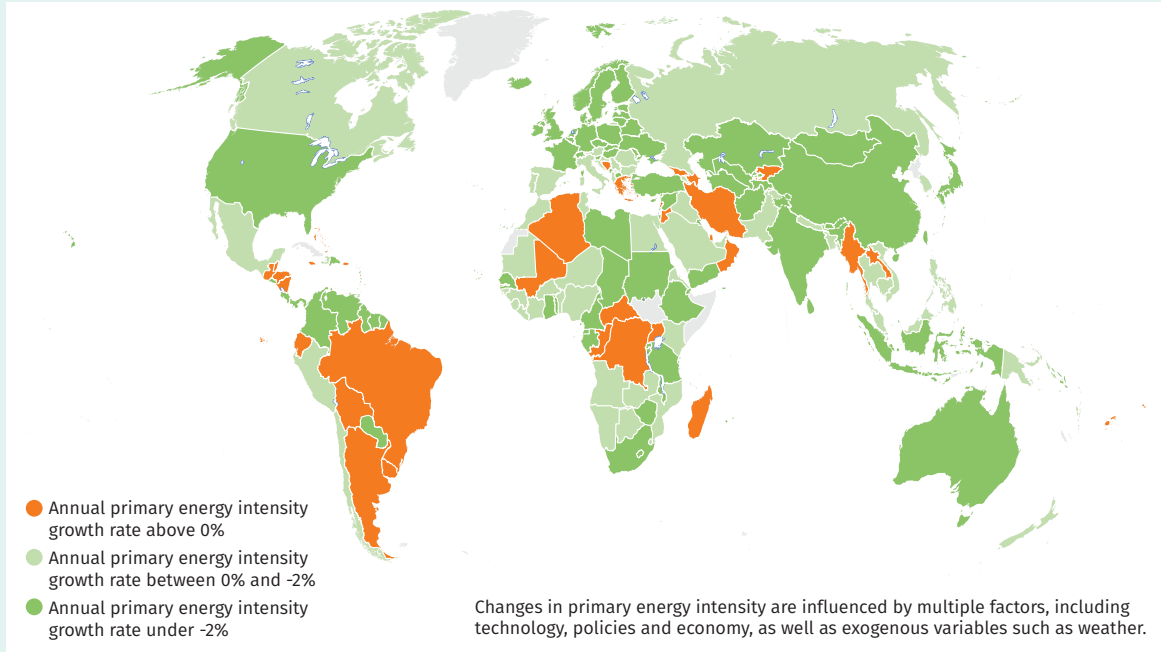 Annual primary energy intensity
growth rate above 0%
Annual primary energy intensity
growth rate between 0% and -2%
Annual primary energy intensity
growth rate under -2%
Changes in primary energy intensity are influenced by multiple factors, including
technology, policies and economy, as well as exogenous variables such as weather.